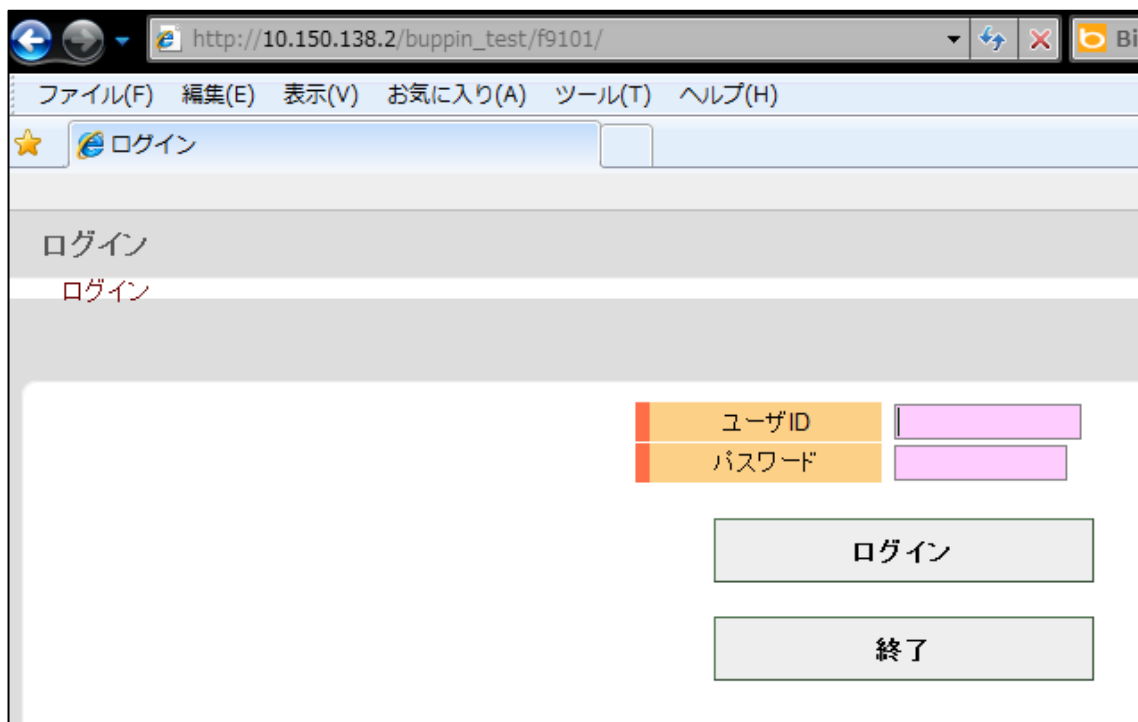 http://10.150.138.2/buppin_test/f9101/ Bi
ファイル(F) 編集(E) 表示(V) お気に入り(A) ツール(T) ヘルプ(H)
ログイン
ログイン
ログイン
ユーザID
パスワード
ログイン
終了